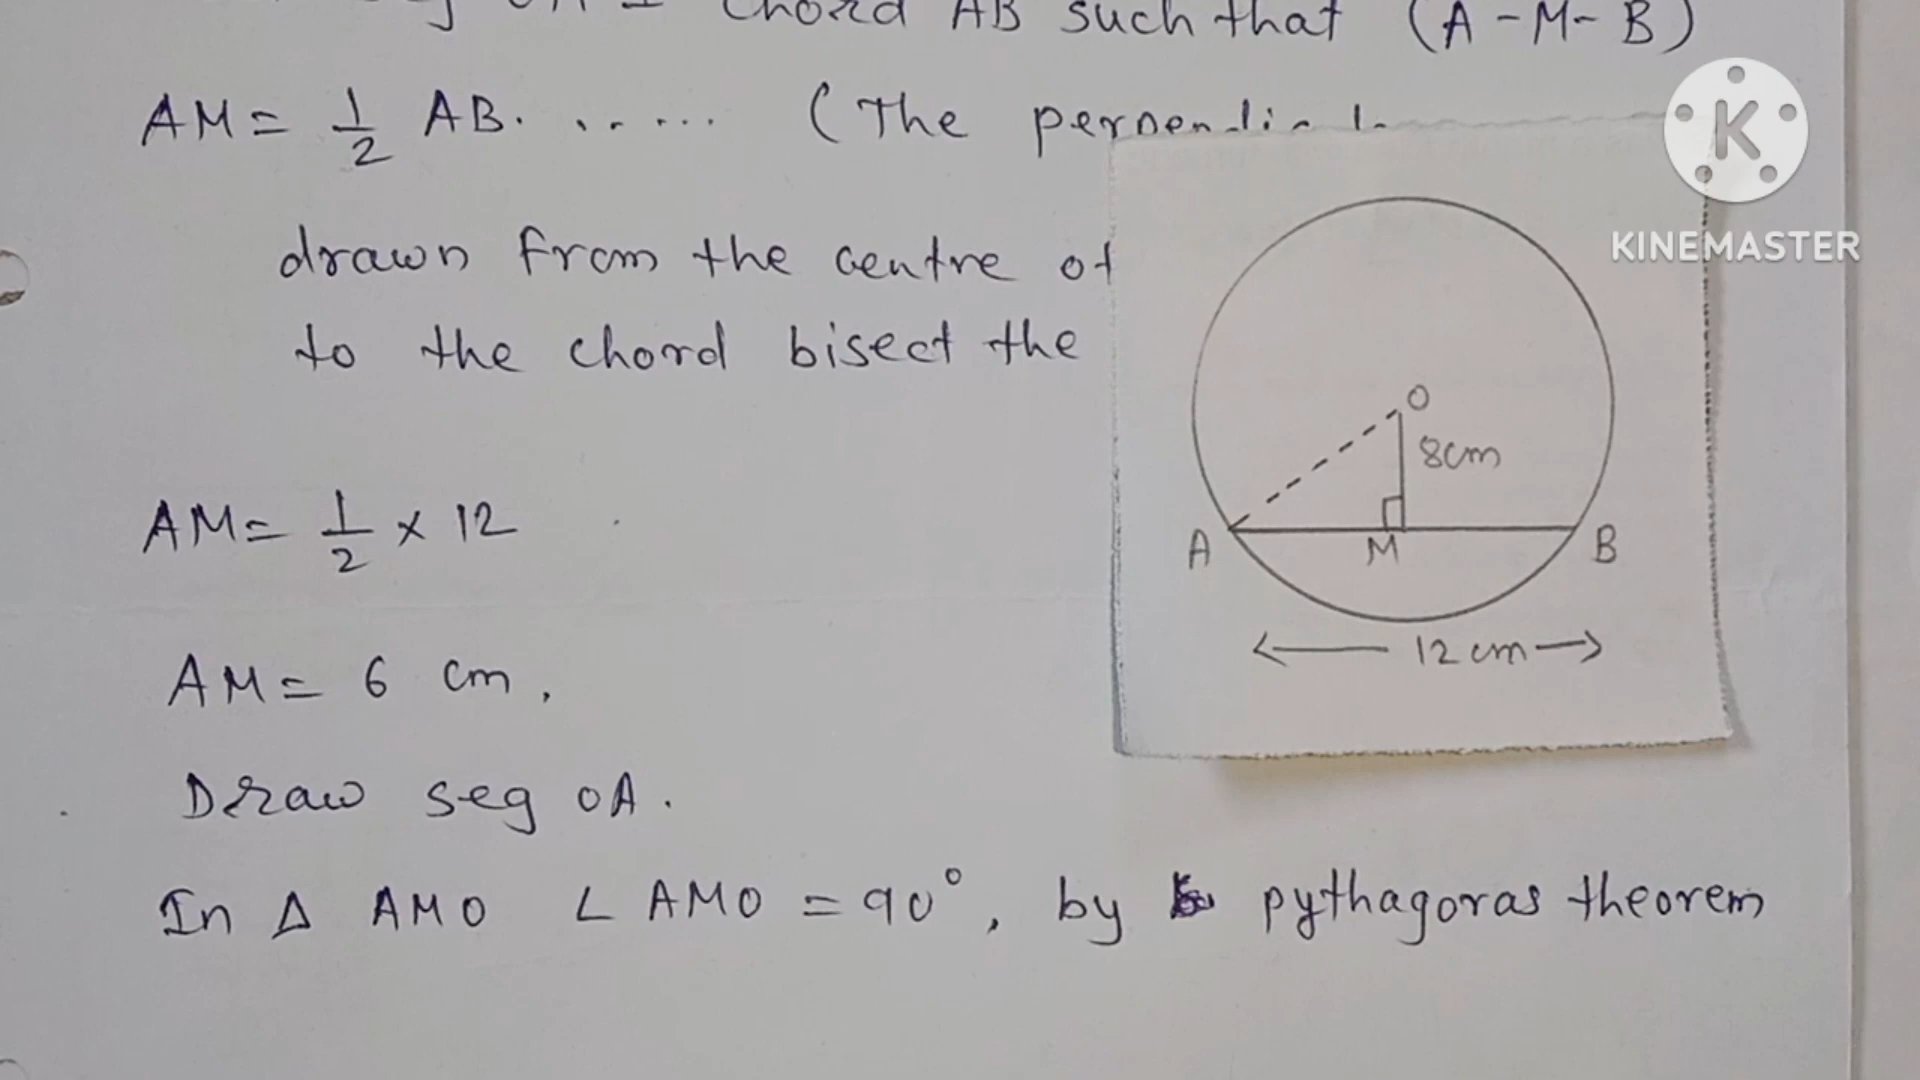 chord AB such that (A-M-B)
AM = 1/2 AB. ..... (The
drawn from the centre of
to the chord bisect the
AM = 1/2 × 12
AM = 6 cm.
Draw seg OA.
In Δ AMO ∠AMO = 90°, by pythagoras theorem
O
8cm
A
M
B
12 cm
K
KINEMASTER